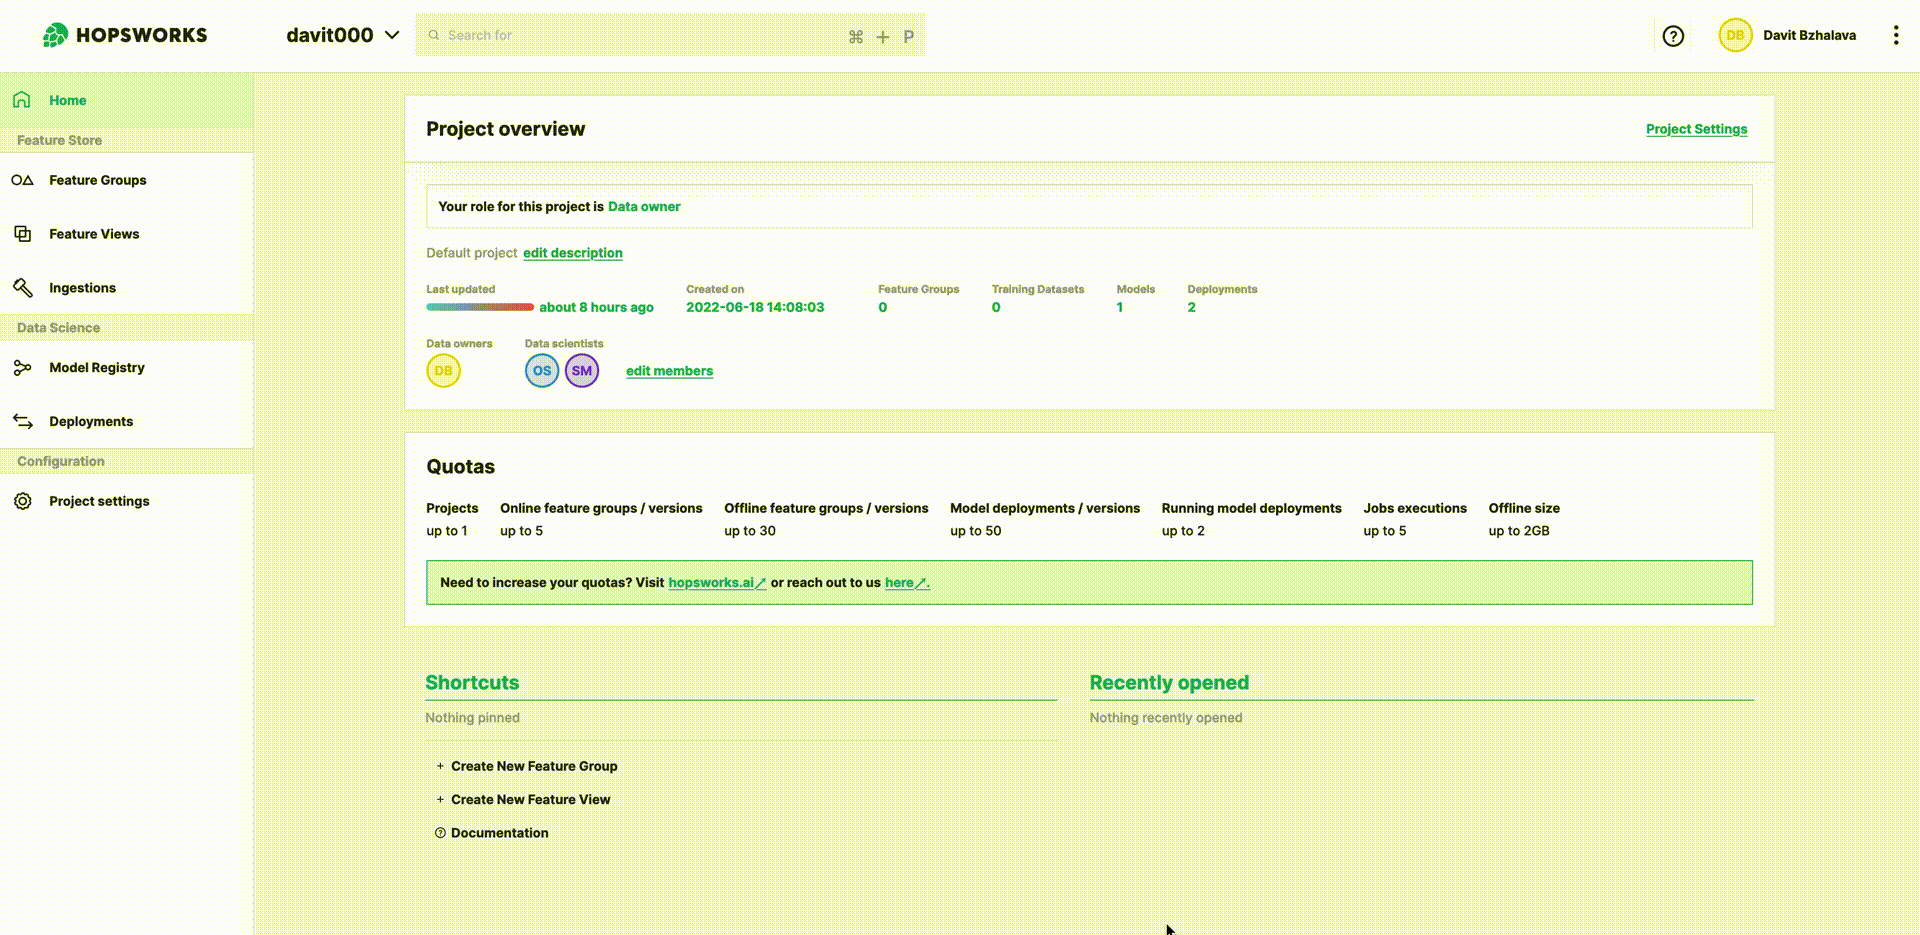 HOPSWORKS
davit000
Search for
⌘ + P
DB
Davit Bzhalava
Home
Feature Store
Feature Groups
Feature Views
Ingestions
Data Science
Model Registry
Deployments
Configuration
Project settings
Project overview
Project Settings
Your role for this project is Data owner
Default project edit description
Last updated Created on Feature Groups Training Datasets Models Deployments
about 8 hours ago 2022-06-18 14:08:03 0 0 1 2
Data owners Data scientists
DB OS SM edit members
Quotas
Projects Online feature groups / versions Offline feature groups / versions Model deployments / versions Running model deployments Jobs executions Offline size
up to 1 up to 5 up to 30 up to 50 up to 2 up to 5 up to 2GB
Need to increase your quotas? Visit hopsworks.ai↗ or reach out to us here↗.
Shortcuts
Nothing pinned
+ Create New Feature Group
+ Create New Feature View
Documentation
Recently opened
Nothing recently opened